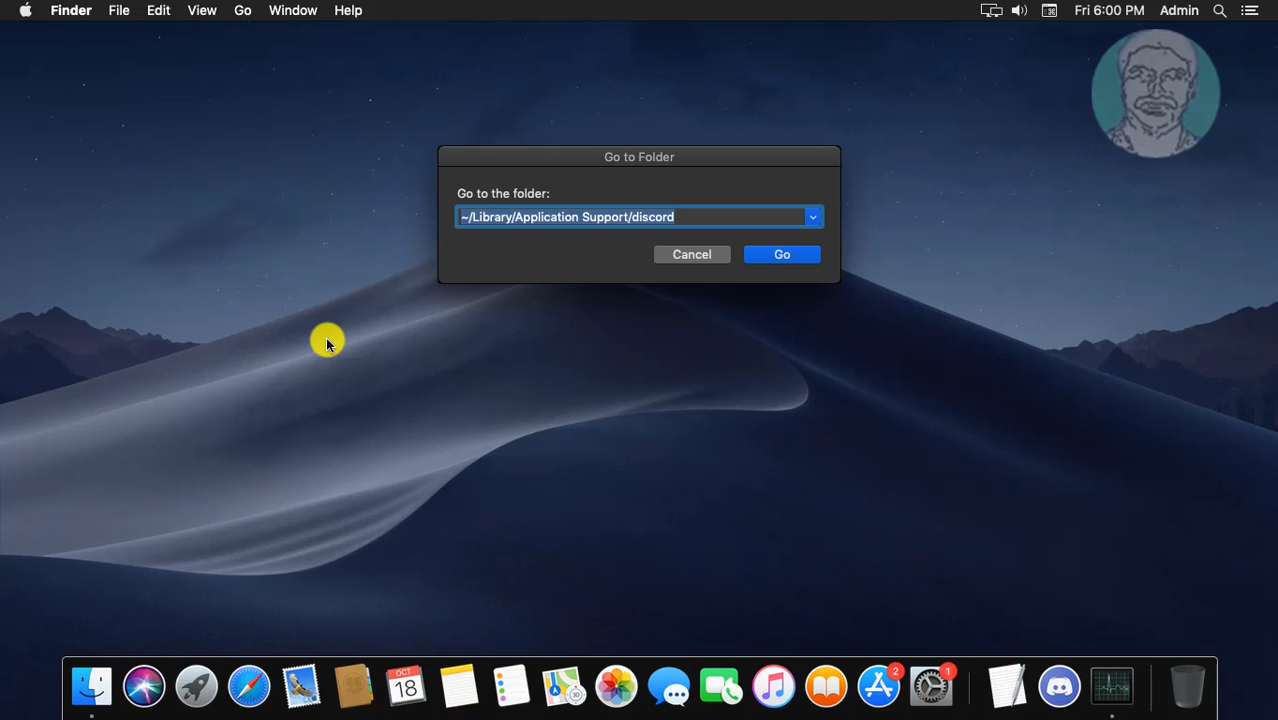 Finder File Edit View Go Window Help Fri 6:00 PM Admin
Go to Folder
Go to the folder:
~/Library/Application Support/discord
Cancel Go
OCT
18
2
1